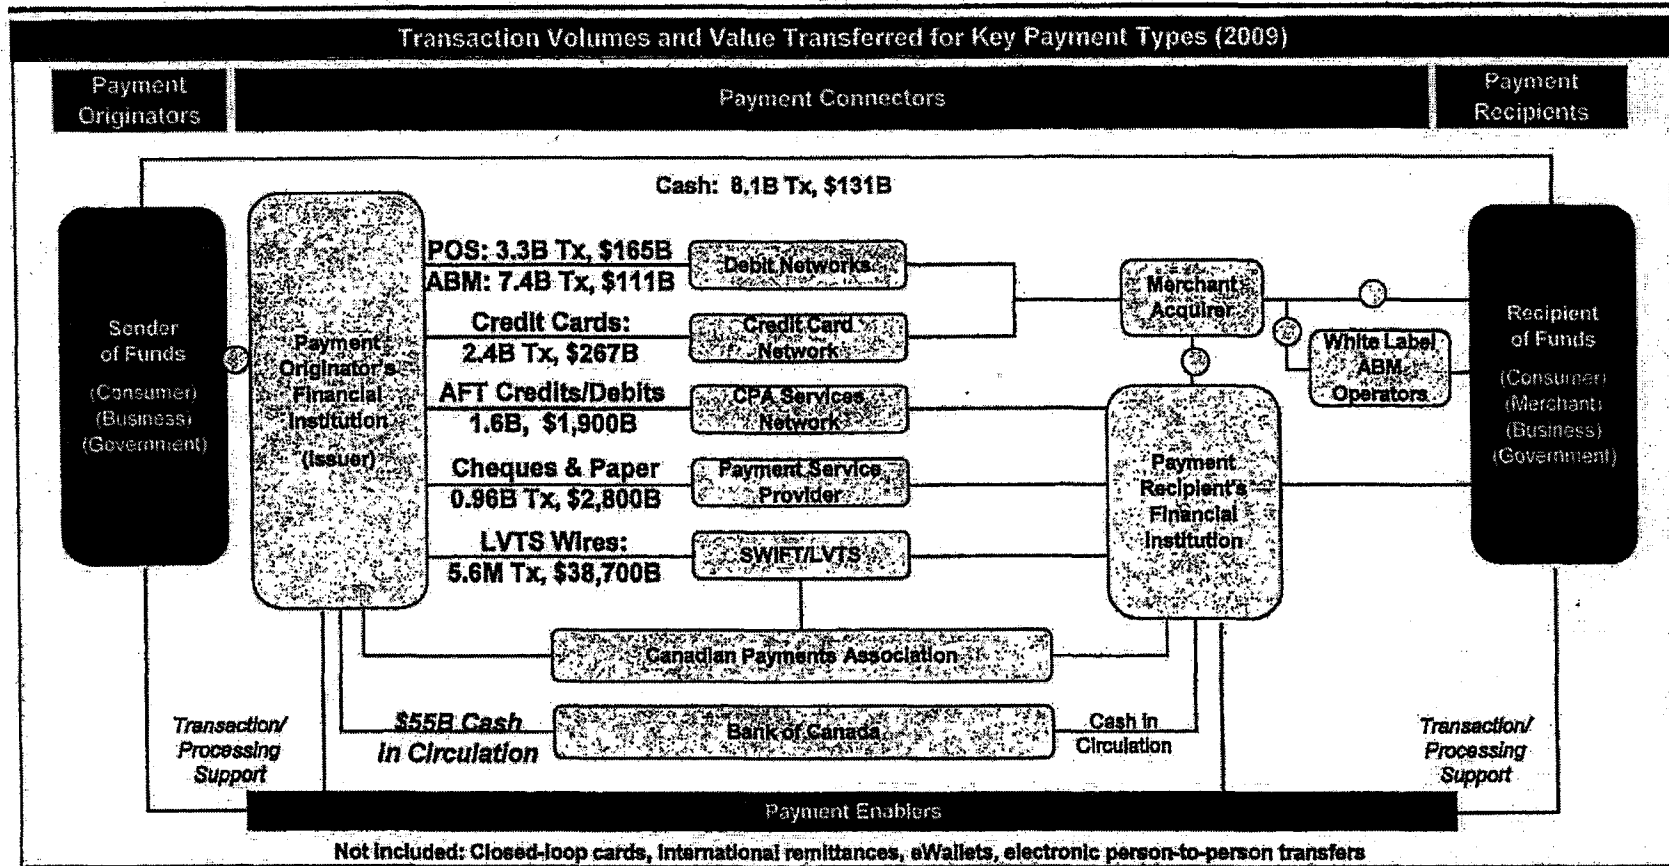 Transaction Volumes and Value Transferred for Key Payment Types (2009)
Payment
Originators
Payment Connectors
Payment
Recipients
Cash: 8.1B Tx, $131B
Sender
of Funds
(Consumer)
(Business)
(Government)
Payment
Originator's
Financial
Institution
(Issuer)
POS: 3.3B Tx, $165B
ABM: 7.4B Tx, $111B
Debit Networks
Credit Cards:
2.4B Tx, $267B
Credit Card
Network
AFT Credits/Debits
1.6B, $1,900B
CPA Services
Network
Cheques & Paper
0.96B Tx, $2,800B
Payment Service
Provider
LVTS Wires:
5.6M Tx, $38,700B
SWIFT/LVTS
Merchant
Acquirer
White Label
ABM
Operators
Payment
Recipient's
Financial
Institution
Recipient
of Funds
(Consumer)
(Merchant)
(Business)
(Government)
Canadian Payments Association
$55B Cash
in Circulation
Bank of Canada
Cash in
Circulation
Transaction/
Processing
Support
Transaction/
Processing
Support
Payment Enablers
Not included: Closed-loop cards, international remittances, eWallets, electronic person-to-person transfers